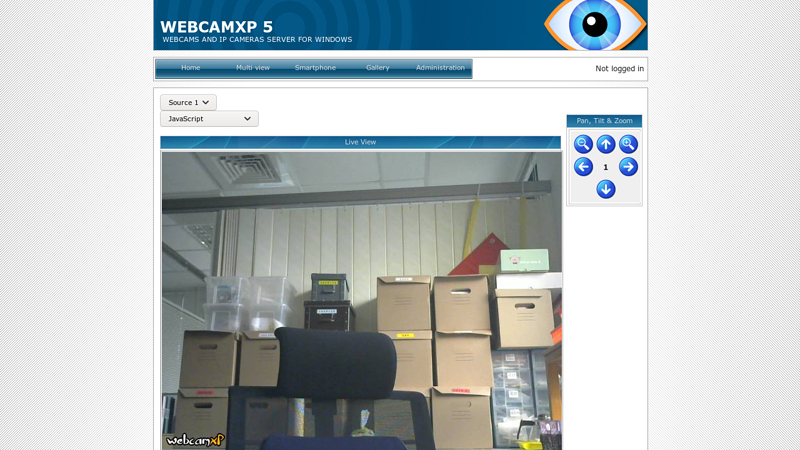 WEBCAMXP 5
WEBCAMS AND IP CAMERAS SERVER FOR WINDOWS
Home
Multi view
Smartphone
Gallery
Administration
Not logged in
Source 1
JavaScript
Pan, Tilt & Zoom
1
Live View
webcamXP